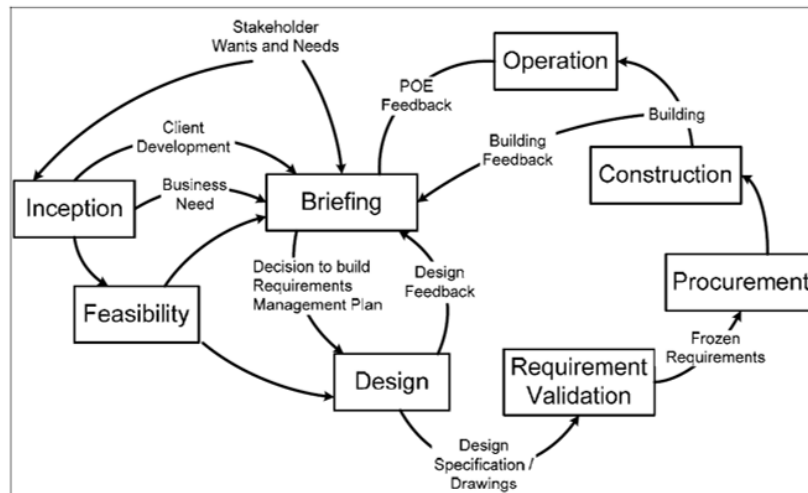 Stakeholder
Wants and Needs
Operation
POE
Feedback
Client
Development
Building
Building
Feedback
Construction
Inception
Business
Need
Briefing
Decision to build
Requirements
Management Plan
Design
Feedback
Procurement
Feasibility
Frozen
Requirements
Design
Requirement
Validation
Design
Specification /
Drawings